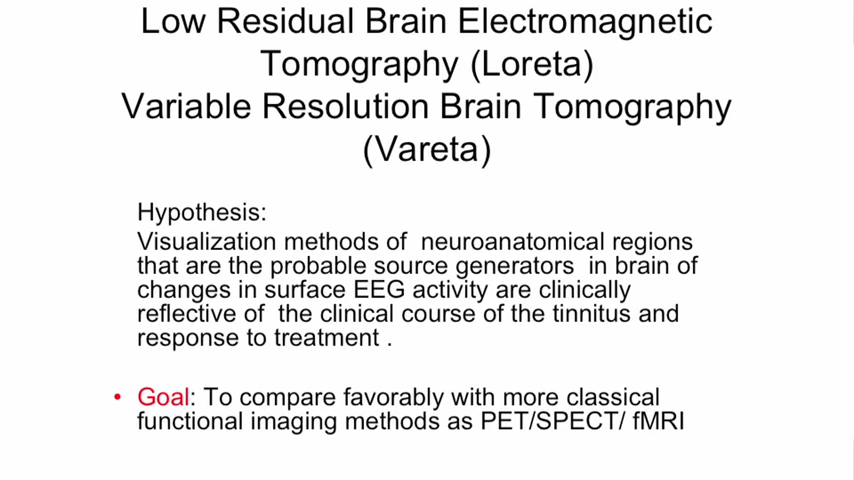 Low Residual Brain Electromagnetic
Tomography (Loreta)
Variable Resolution Brain Tomography
(Vareta)
Hypothesis:
Visualization methods of neuroanatomical regions
that are the probable source generators in brain of
changes in surface EEG activity are clinically
reflective of the clinical course of the tinnitus and
response to treatment .
• Goal: To compare favorably with more classical
functional imaging methods as PET/SPECT/ fMRI